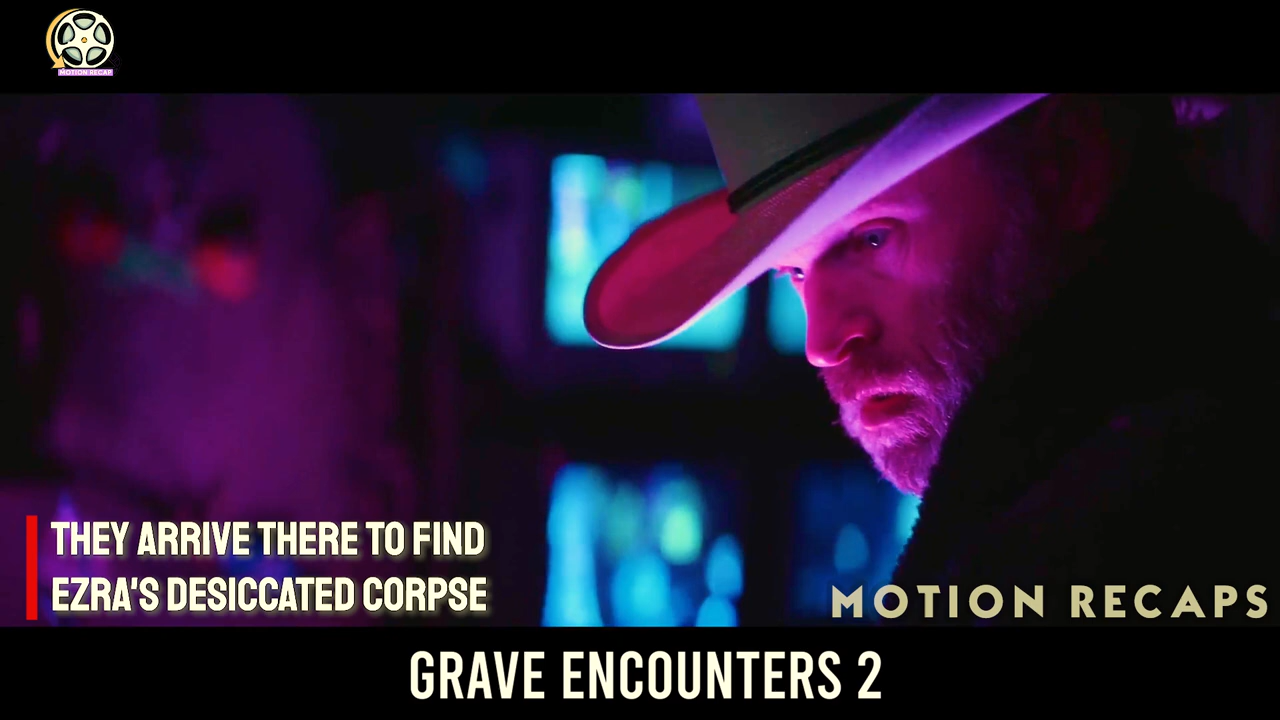 MOTION RECAP
THEY ARRIVE THERE TO FIND
EZRA'S DESICCATED CORPSE
MOTION RECAPS
GRAVE ENCOUNTERS 2